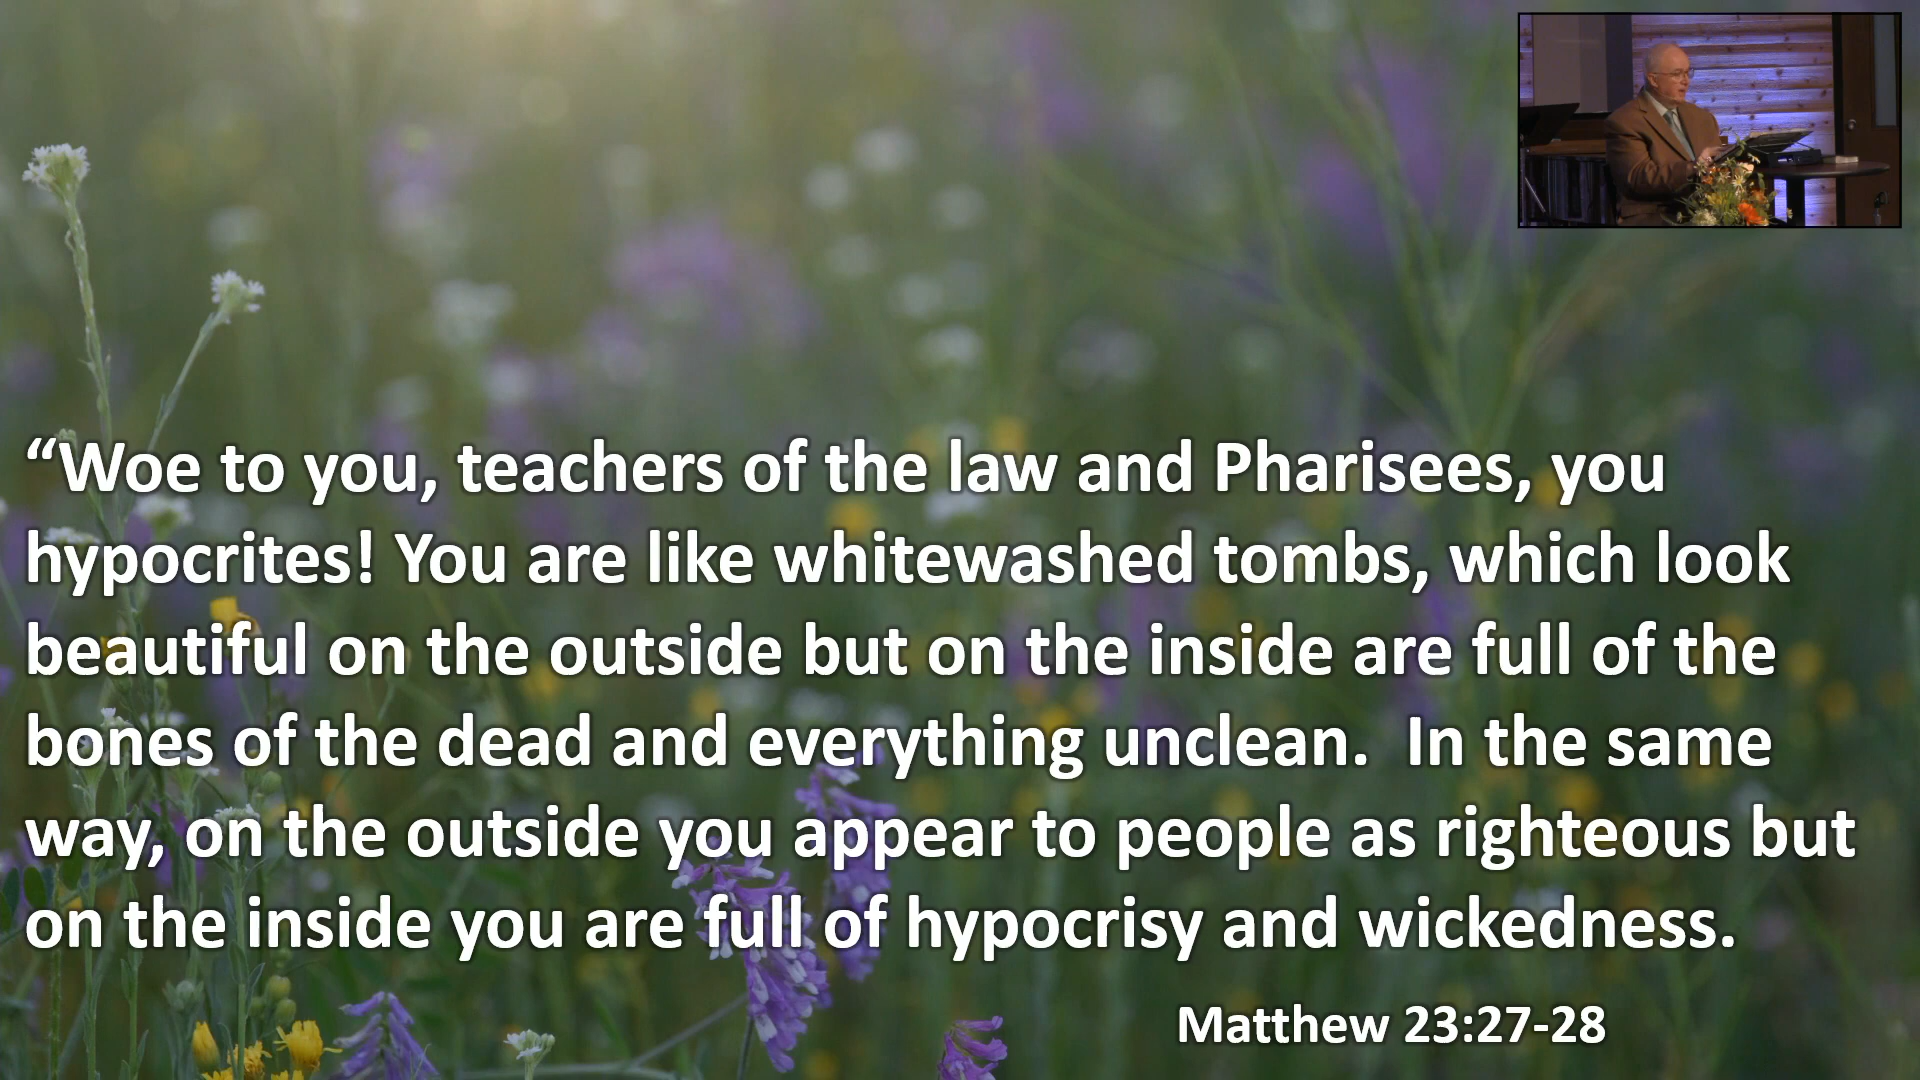 “Woe to you, teachers of the law and Pharisees, you
hypocrites! You are like whitewashed tombs, which look
beautiful on the outside but on the inside are full of the
bones of the dead and everything unclean.  In the same
way, on the outside you appear to people as righteous but
on the inside you are full of hypocrisy and wickedness.
Matthew 23:27-28